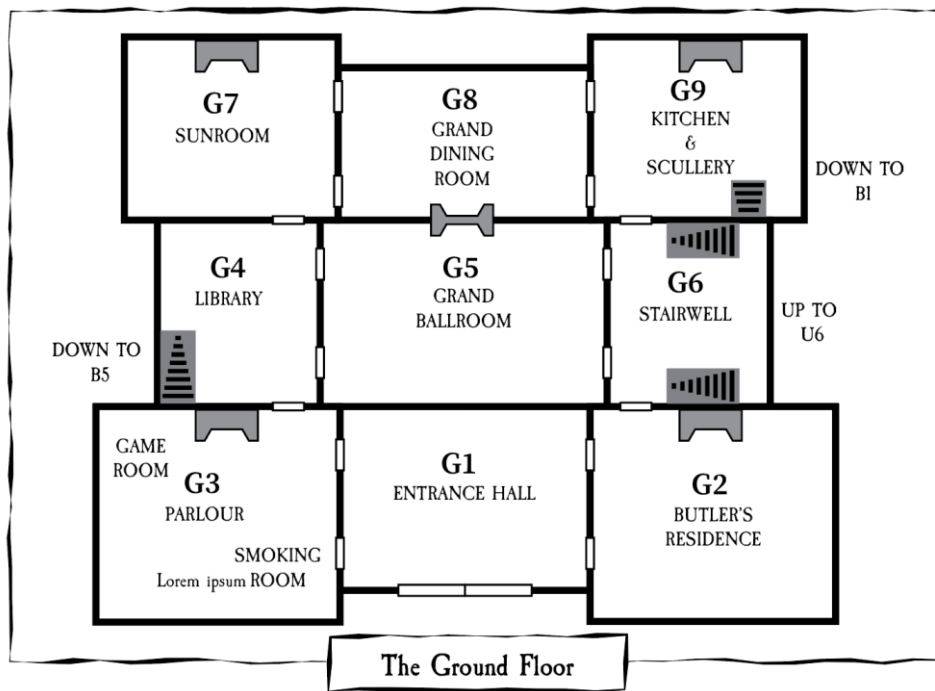 G7
SUNROOM
G8
GRAND
DINING
ROOM
G9
KITCHEN
&
SCULLERY
DOWN TO
B1
G4
LIBRARY
G5
GRAND
BALLROOM
G6
STAIRWELL
UP TO
U6
DOWN TO
B5
GAME
ROOM
G3
PARLOUR
SMOKING
Lorem ipsum ROOM
G1
ENTRANCE HALL
G2
BUTLER'S
RESIDENCE
The Ground Floor